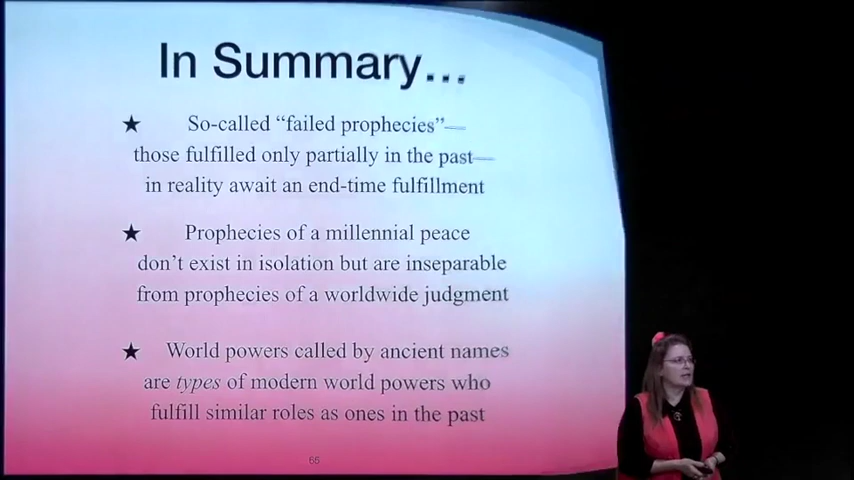 In Summary...
★ So-called “failed prophecies”—
those fulfilled only partially in the past—
in reality await an end-time fulfillment
★ Prophecies of a millennial peace
don’t exist in isolation but are inseparable
from prophecies of a worldwide judgment
★ World powers called by ancient names
are types of modern world powers who
fulfill similar roles as ones in the past
66